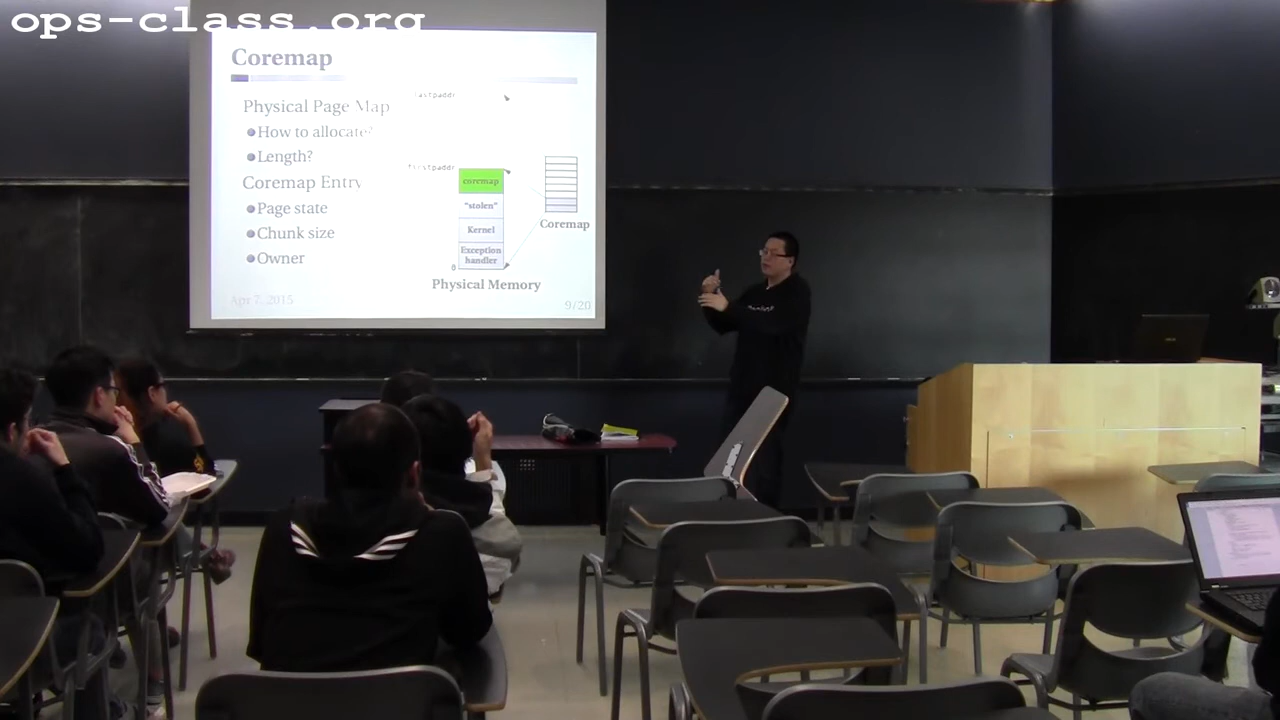 ops-class.org
Coremap
Physical Page Map
How to allocate?
Length?
Coremap Entry
Page state
Chunk size
Owner
lastpaddr
firstpaddr
coremap
"stolen"
Kernel
Exception
handler
0
Physical Memory
Coremap
Apr 7, 2015
9/20